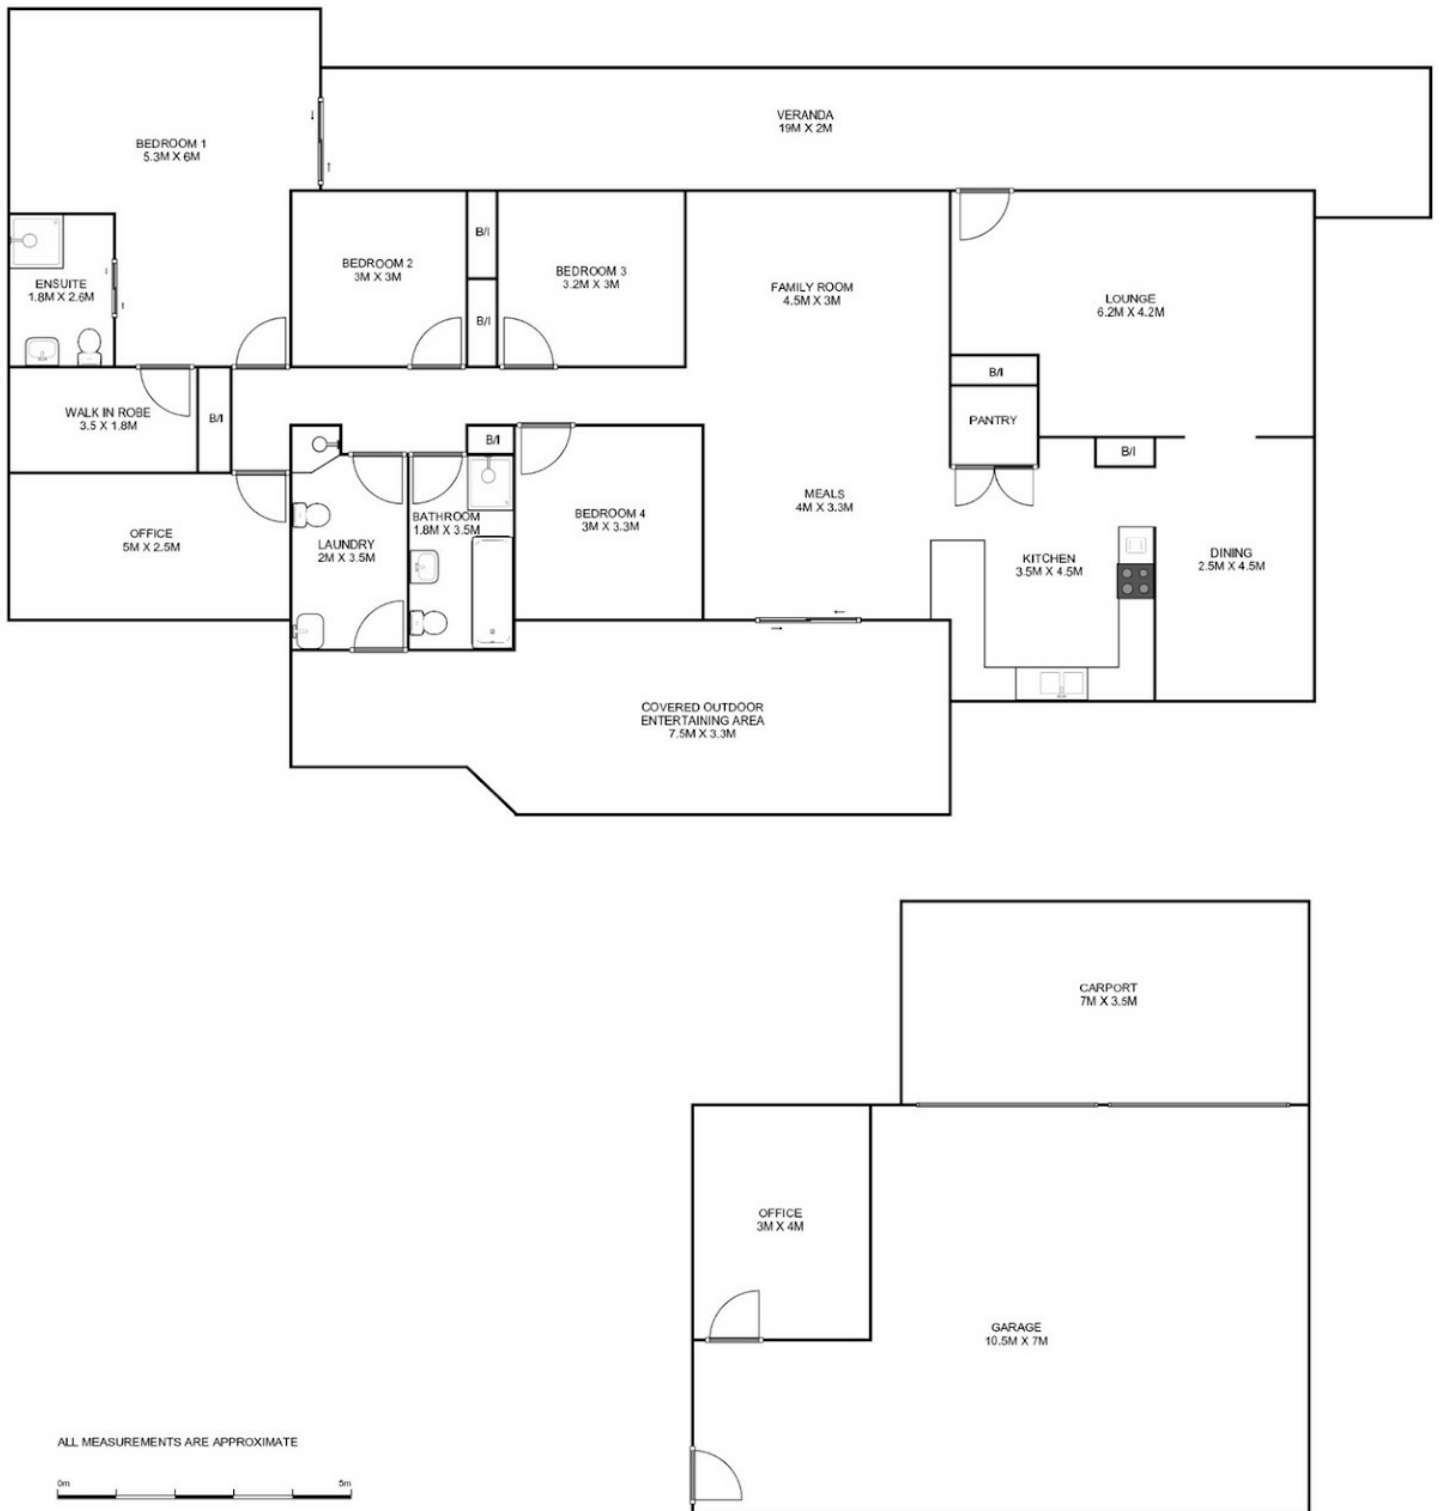 VERANDA
19M X 2M
BEDROOM 1
5.3M X 6M
B/I
BEDROOM 2
3M X 3M
BEDROOM 3
3.2M X 3M
ENSUITE
1.8M X 2.6M
FAMILY ROOM
4.5M X 3M
LOUNGE
6.2M X 4.2M
B/I
B/I
WALK IN ROBE
3.5 X 1.8M
B/I
PANTRY
B/I
B/I
MEALS
4M X 3.3M
BEDROOM 4
3M X 3.3M
BATHROOM
1.8M X 3.5M
OFFICE
5M X 2.5M
LAUNDRY
2M X 3.5M
KITCHEN
3.5M X 4.5M
DINING
2.5M X 4.5M
COVERED OUTDOOR
ENTERTAINING AREA
7.5M X 3.3M
CARPORT
7M X 3.5M
OFFICE
3M X 4M
GARAGE
10.5M X 7M
ALL MEASUREMENTS ARE APPROXIMATE
0m 5m